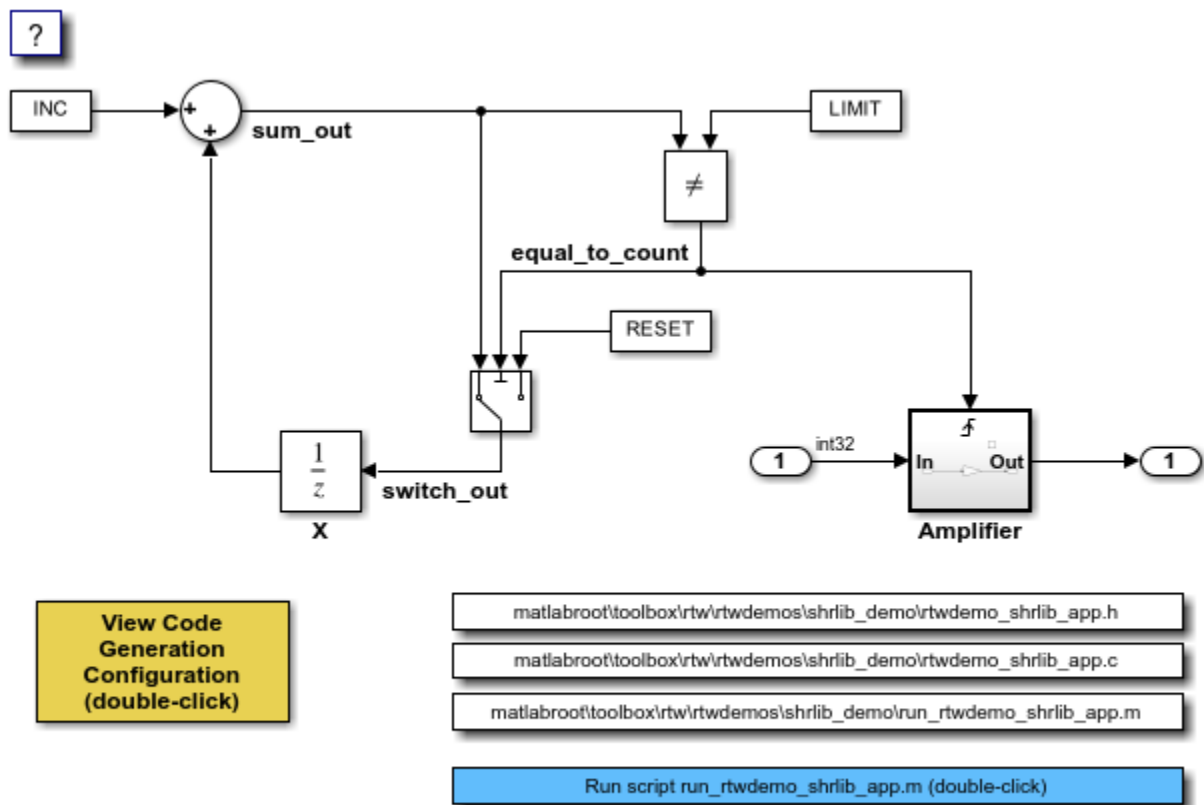 ?
INC
+
+
sum_out
LIMIT
≠
equal_to_count
RESET
1
z
X
switch_out
1
int32
In
Out
1
Amplifier
View Code
Generation
Configuration
(double-click)
matlabroot\toolbox\rtw\rtwdemos\shrlib_demo\rtwdemo_shrlib_app.h
matlabroot\toolbox\rtw\rtwdemos\shrlib_demo\rtwdemo_shrlib_app.c
matlabroot\toolbox\rtw\rtwdemos\shrlib_demo\run_rtwdemo_shrlib_app.m
Run script run_rtwdemo_shrlib_app.m (double-click)